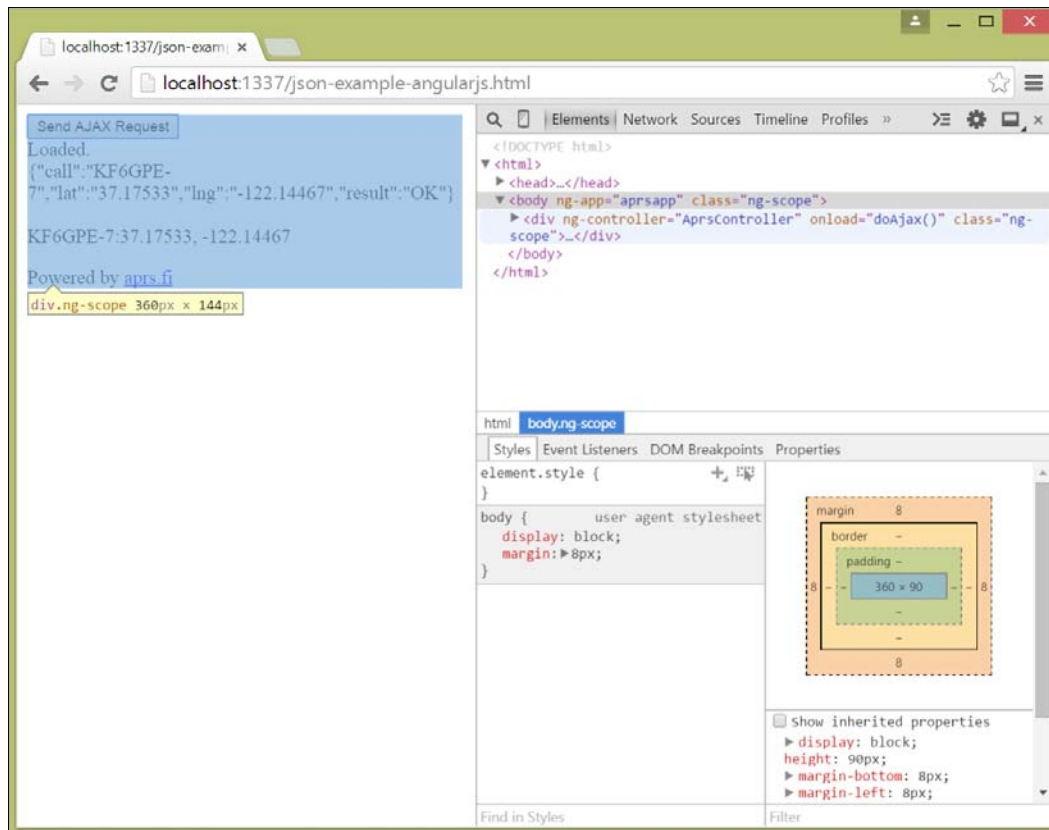 localhost:1337/json-exam
localhost:1337/json-example-angularjs.html
Send AJAX Request
Loaded.
{"call":"KF6GPE-
7","lat":"37.17533","lng":"-122.14467","result":"OK"}
KF6GPE-7:37.17533, -122.14467
Powered by aprs.fi
div.ng-scope 360px × 144px
Elements Network Sources Timeline Profiles »
<!DOCTYPE html>
▼<html>
▶<head>…</head>
▼<body ng-app="aprsapp" class="ng-scope">
▶<div ng-controller="AprsController" onload="doAjax()" class="ng-
scope">…</div>
</body>
</html>
html body.ng-scope
Styles Event Listeners DOM Breakpoints Properties
element.style {
}
body { user agent stylesheet
display: block;
margin:▶8px;
}
Find in Styles
margin 8
border –
padding –
8 – – 360 × 90 – – 8
–
–
8
Show inherited properties
▶display: block;
height: 90px;
▶margin-bottom: 8px;
▶margin-left: 8px;
Filter